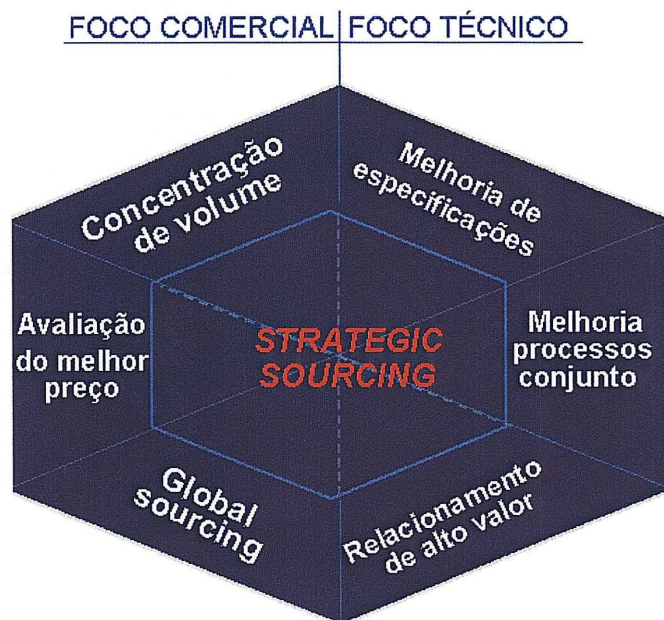 FOCO COMERCIAL
FOCO TÉCNICO
Concentração
de volume
Melhoria de
especificações
Avaliação
do melhor
preço
STRATEGIC
SOURCING
Melhoria
processos
conjunto
Global
sourcing
Relacionamento
de alto valor